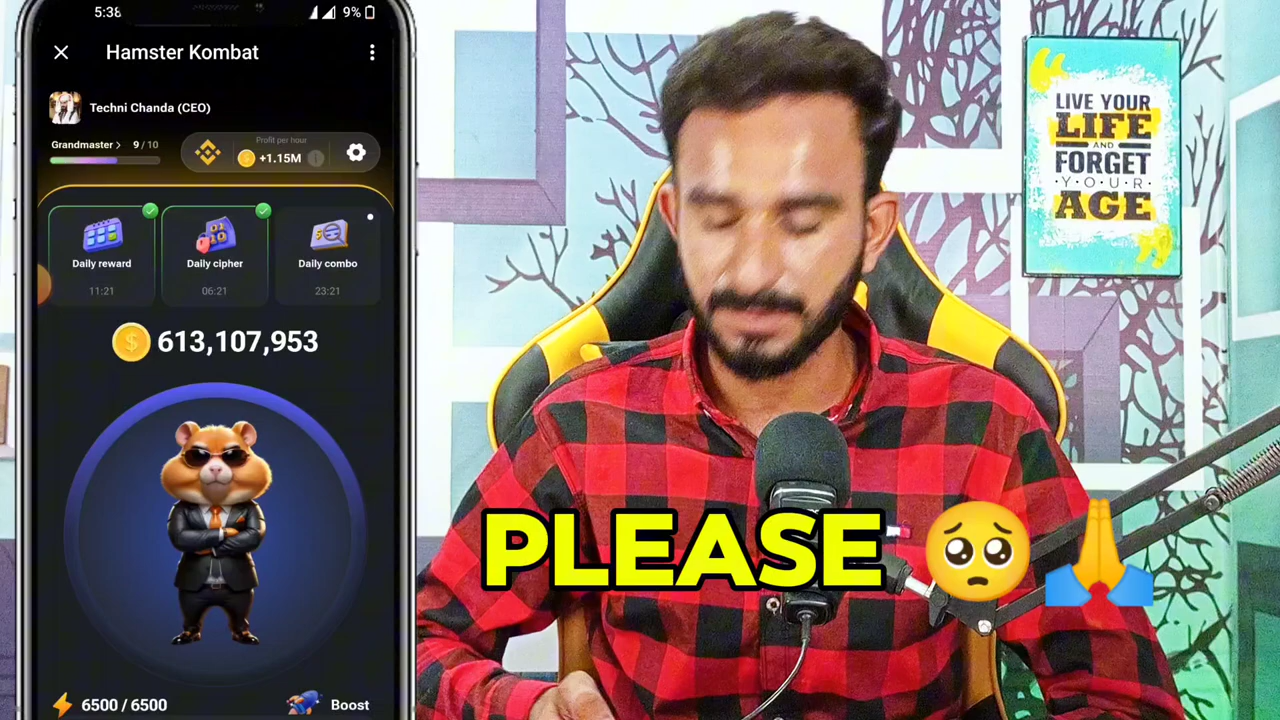 5:38
9%
Hamster Kombat
Techni Chanda (CEO)
Grandmaster > 9 / 10
Profit per hour
+1.15M
Daily reward
11:21
Daily cipher
06:21
Daily combo
23:21
613,107,953
6500 / 6500
Boost
LIVE YOUR
LIFE
AND
FORGET
·Y·O·U·R·
AGE
PLEASE 🥺🙏